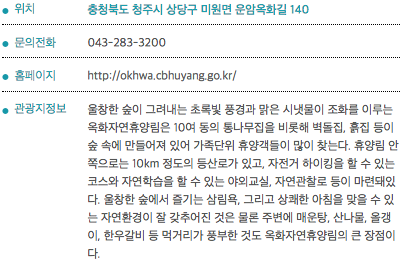 위치 충청북도 청주시 상당구 미원면 운암옥화길 140
문의전화 043-283-3200
홈페이지 http://okhwa.cbhuyang.go.kr/
관광지정보 울창한 숲이 그려내는 초록빛 풍경과 맑은 시냇물이 조화를 이루는
옥화자연휴양림은 10여 동의 통나무집을 비롯해 벽돌집, 흙집 등이
숲 속에 만들어져 있어 가족단위 휴양객들이 많이 찾는다. 휴양림 안
쪽으로는 10km 정도의 등산로가 있고, 자전거 하이킹을 할 수 있는
코스와 자연학습을 할 수 있는 야외교실, 자연관찰로 등이 마련돼있
다. 울창한 숲에서 즐기는 삼림욕, 그리고 상쾌한 아침을 맞을 수 있
는 자연환경이 잘 갖추어진 것은 물론 주변에 매운탕, 산나물, 올갱
이, 한우갈비 등 먹거리가 풍부한 것도 옥화자연휴양림의 큰 장점이
다.